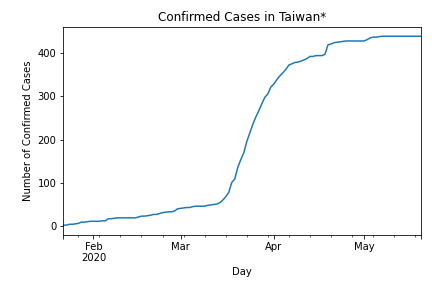 Confirmed Cases in Taiwan*
Number of Confirmed Cases
400
300
200
100
0
Feb
2020
Mar
Apr
May
Day